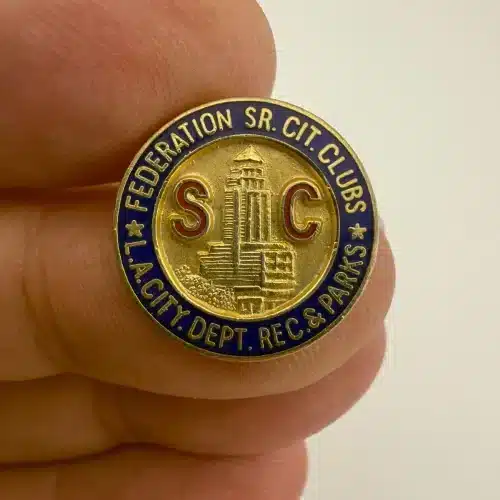 FEDERATION SR. CIT. CLUBS
S C
L.A. CITY. DEPT. REC. & PARKS